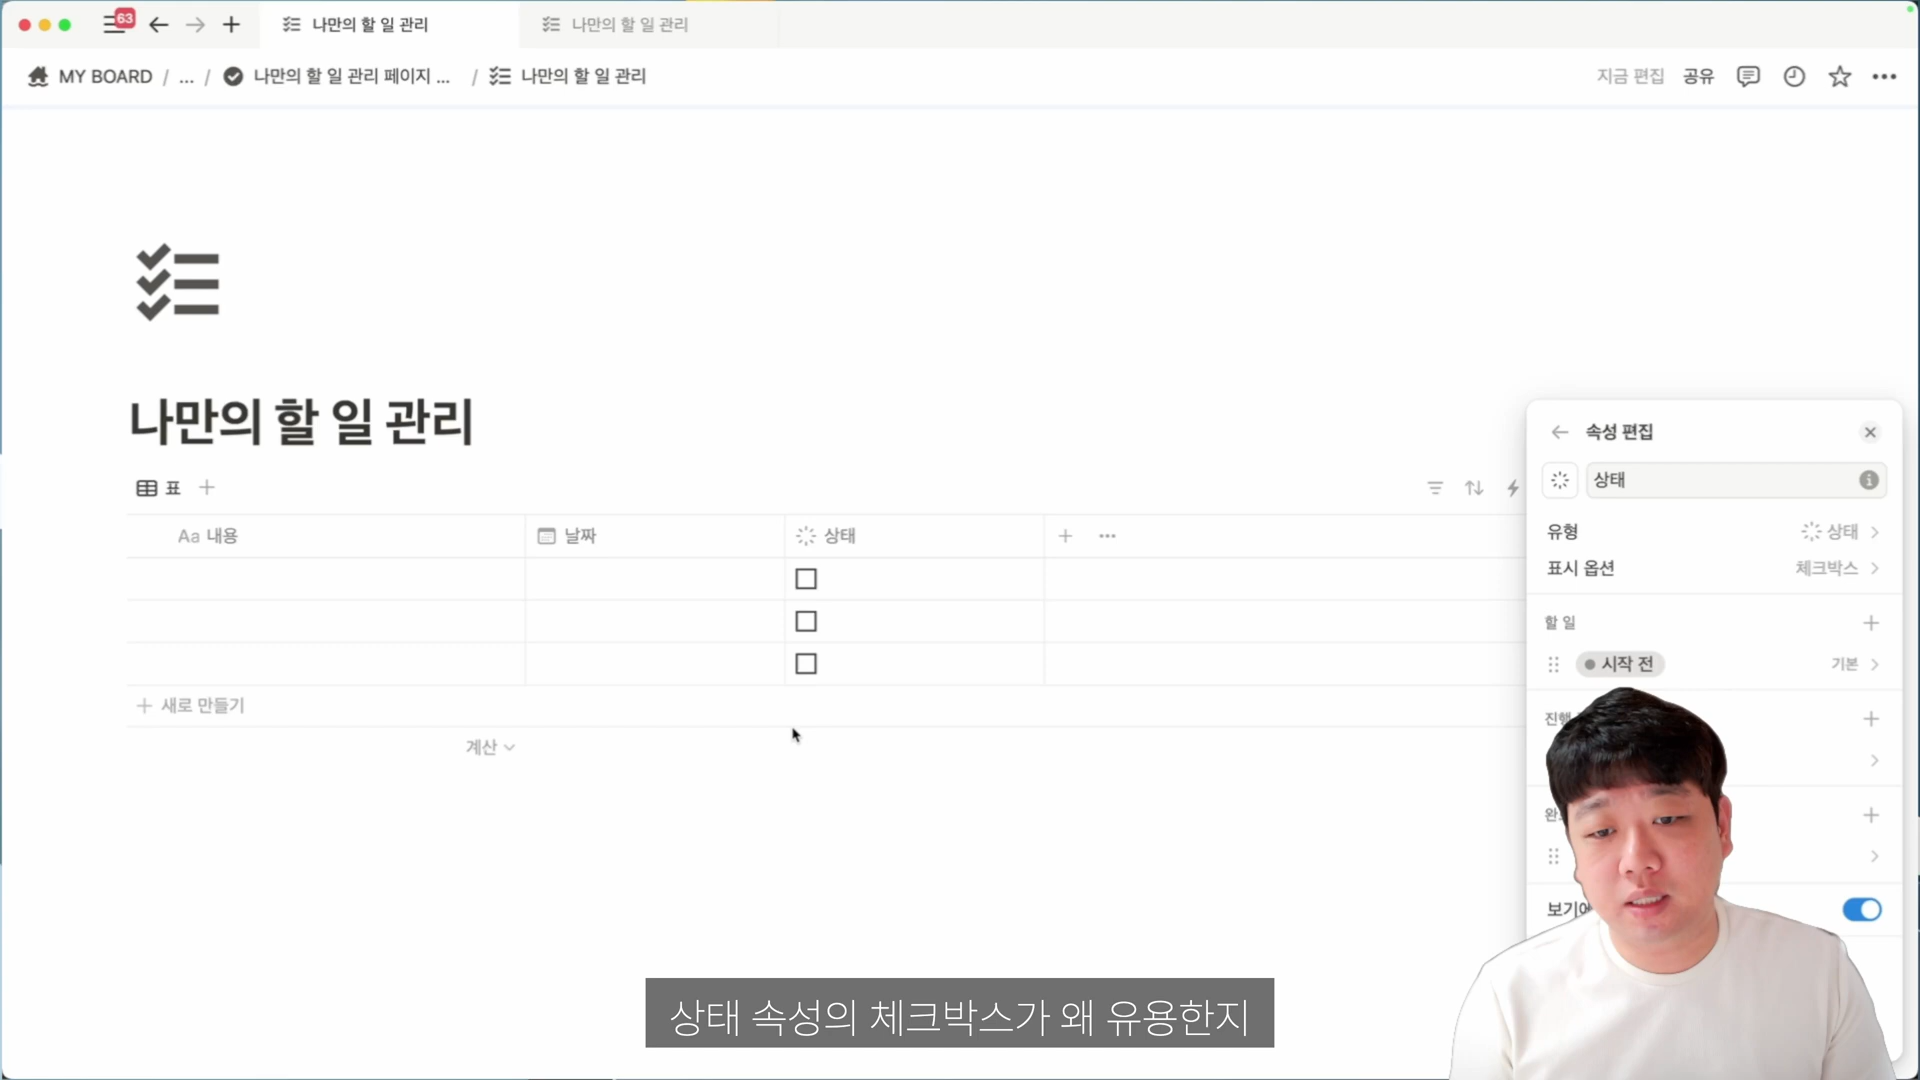 63
나만의 할 일 관리
나만의 할 일 관리
MY BOARD / ... / 나만의 할 일 관리 페이지 ... / 나만의 할 일 관리
지금 편집 공유
나만의 할 일 관리
표
Aa 내용 날짜 상태
새로 만들기
계산
속성 편집
상태
유형 상태
표시 옵션 체크박스
할 일
시작 전 기본
보기에
상태 속성의 체크박스가 왜 유용한지